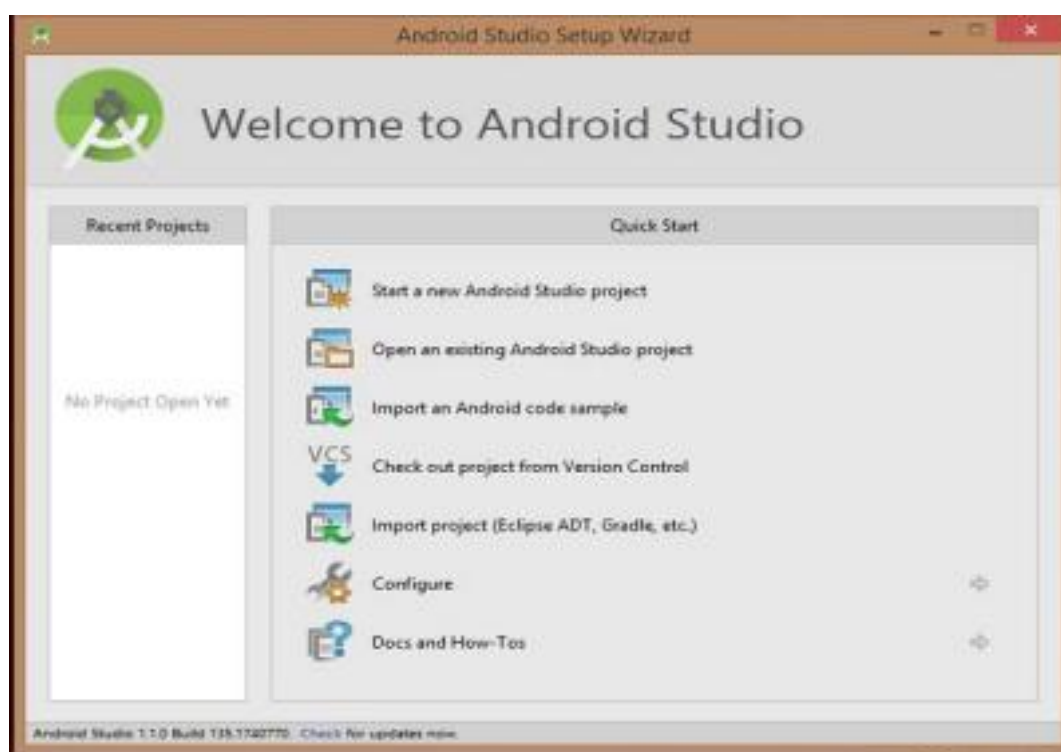 Android Studio Setup Wizard
Welcome to Android Studio
Recent Projects
No Project Open Yet
Quick Start
Start a new Android Studio project
Open an existing Android Studio project
Import an Android code sample
VCS
Check out project from Version Control
Import project (Eclipse ADT, Gradle, etc.)
Configure
Docs and How-Tos
Android Studio 1.1.0 Build 135.1740770. Check for updates now.